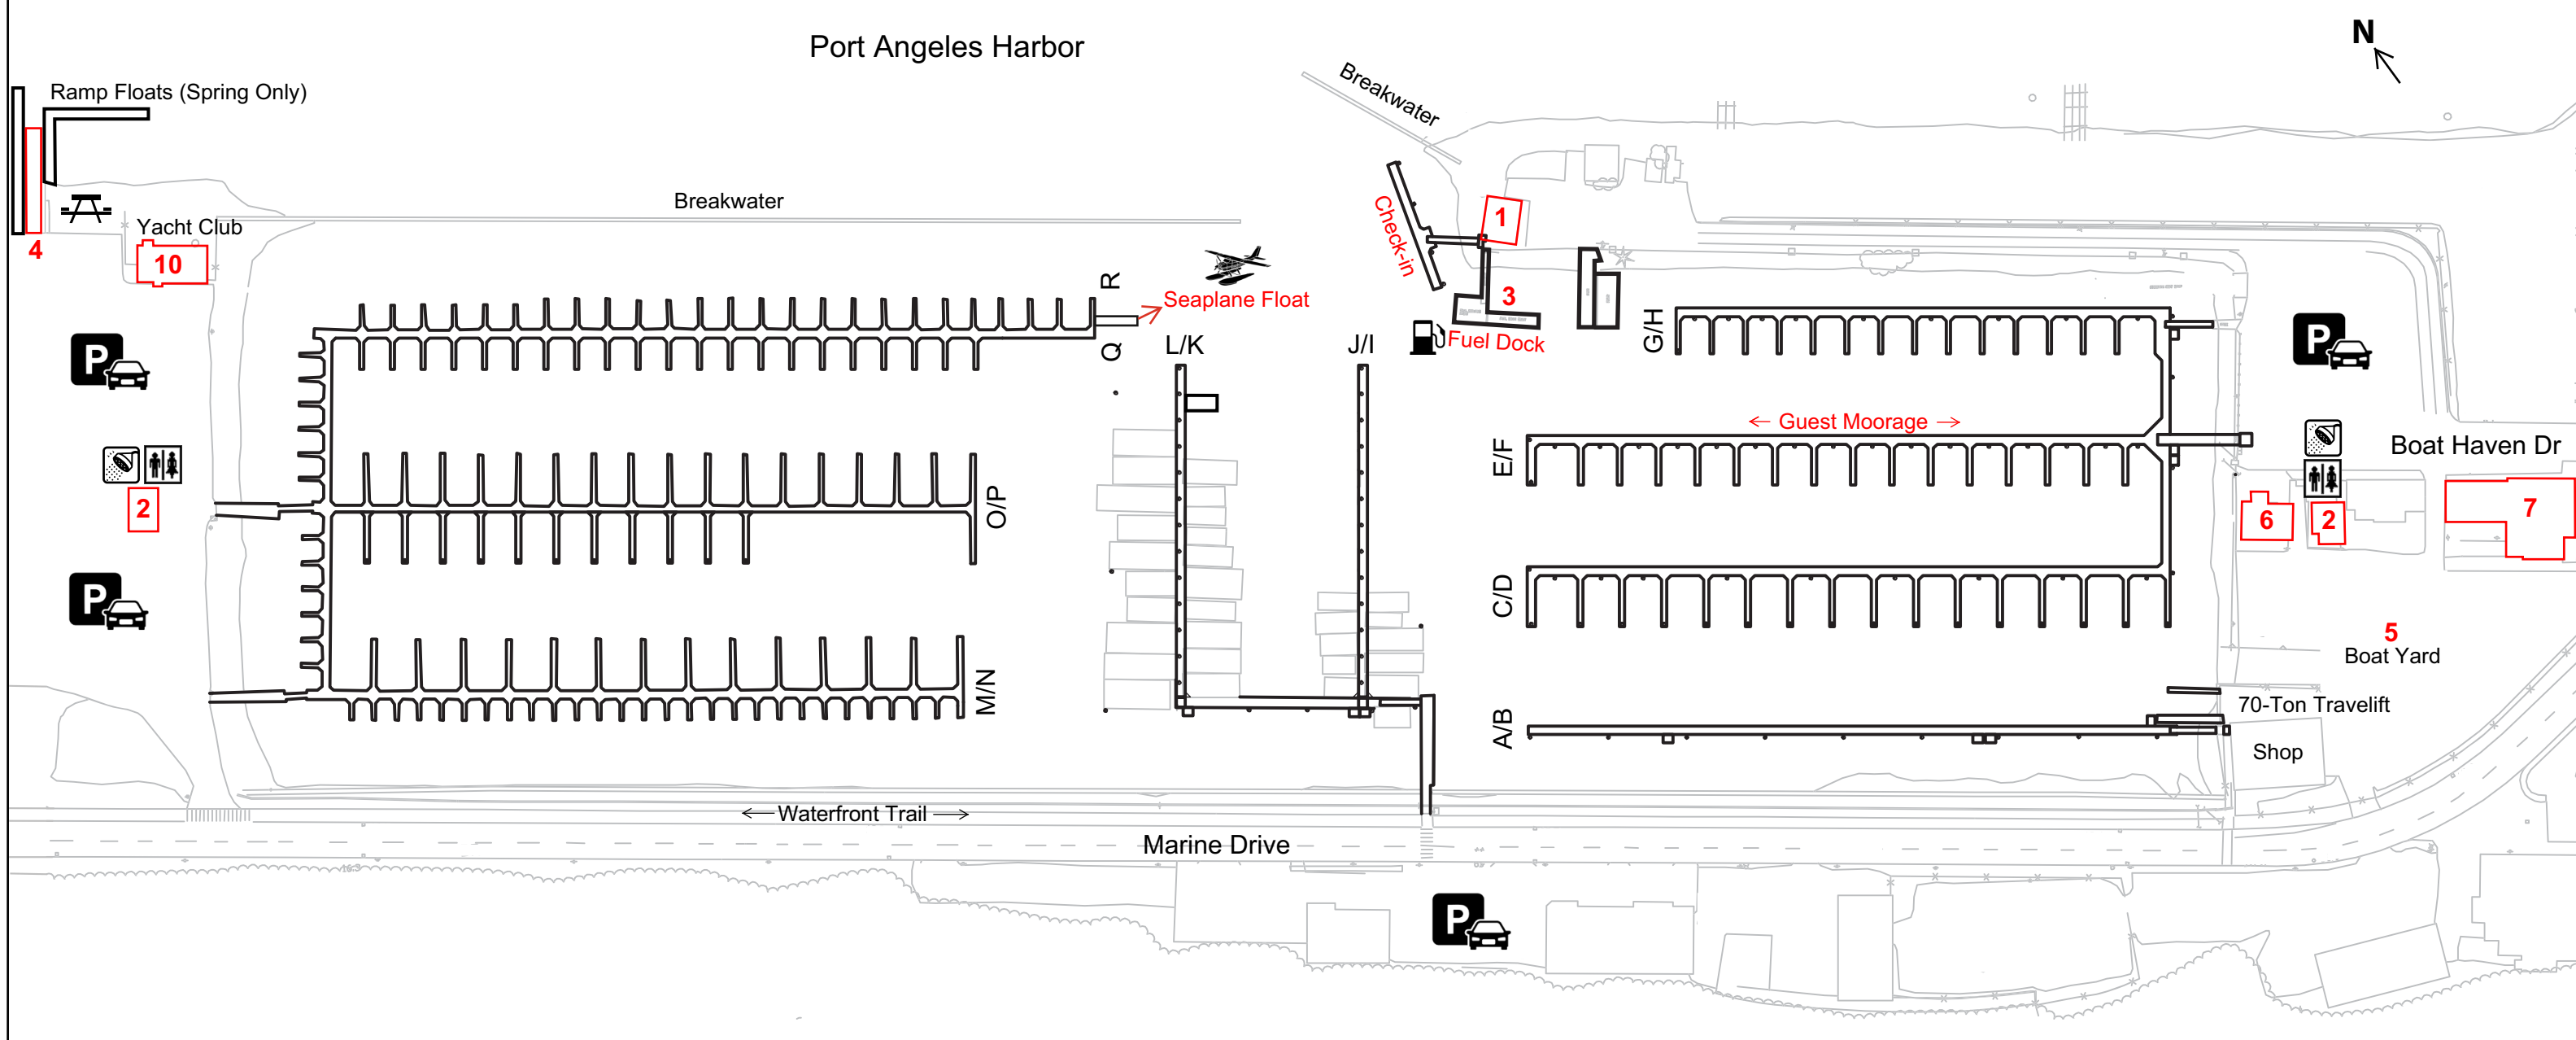 Port Angeles Harbor
N
Ramp Floats (Spring Only)
Breakwater
Breakwater
Yacht Club
4
10
Check-in
1
R
Seaplane Float
3
Q
L/K
J/I
Fuel Dock
G/H
P
P
Guest Moorage
Boat Haven Dr
E/F
2
O/P
6
2
7
P
C/D
5
Boat Yard
M/N
A/B
70-Ton Travelift
Shop
Waterfront Trail
Marine Drive
P